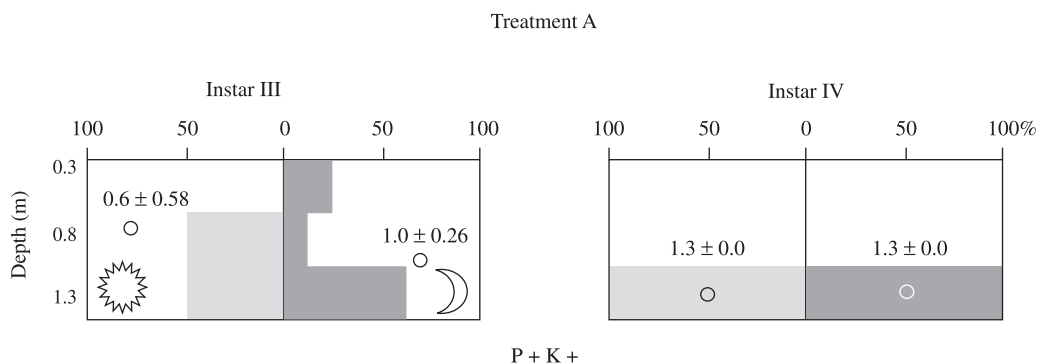 Treatment A
Instar III
Instar IV
100 50 0 50 100
100 50 0 50 100%
0.3
0.6 ± 0.58
0.8
1.0 ± 0.26
1.3 ± 0.0
1.3 ± 0.0
1.3
Depth (m)
P + K +